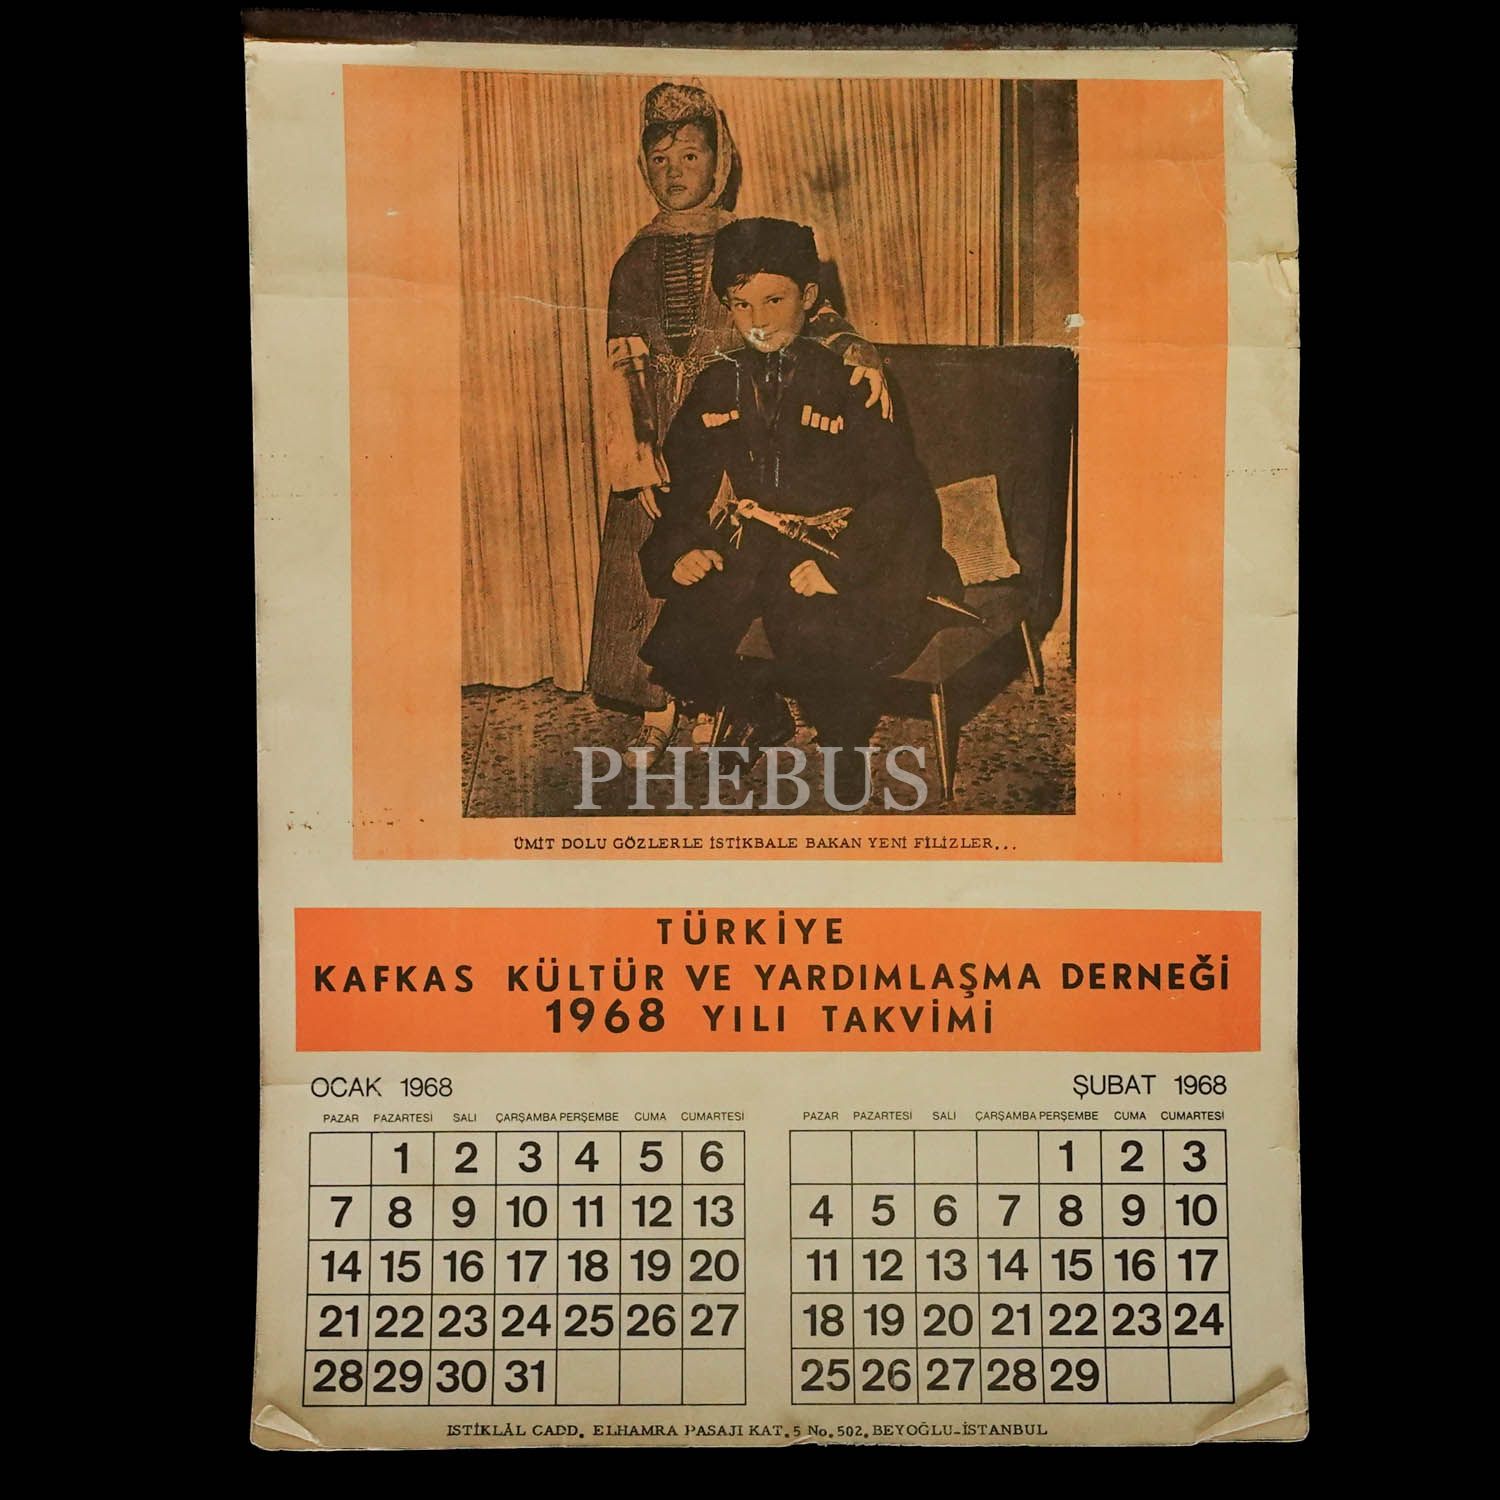 PHEBUS
ÜMİT DOLU GÖZLERLE İSTİKBALE BAKAN YENİ FİLİZLER...
TÜRKİYE
KAFKAS KÜLTÜR VE YARDIMLAŞMA DERNEĞİ
1968 YILI TAKVİMİ
OCAK 1968
PAZAR PAZARTESİ SALI ÇARŞAMBA PERŞEMBE CUMA CUMARTESİ
1 2 3 4 5 6
7 8 9 10 11 12 13
14 15 16 17 18 19 20
21 22 23 24 25 26 27
28 29 30 31
ŞUBAT 1968
PAZAR PAZARTESİ SALI ÇARŞAMBA PERŞEMBE CUMA CUMARTESİ
1 2 3
4 5 6 7 8 9 10
11 12 13 14 15 16 17
18 19 20 21 22 23 24
25 26 27 28 29
ISTİKLÂL CADD. ELHAMRA PASAJI KAT.5 No.502.BEYOĞLU-İSTANBUL